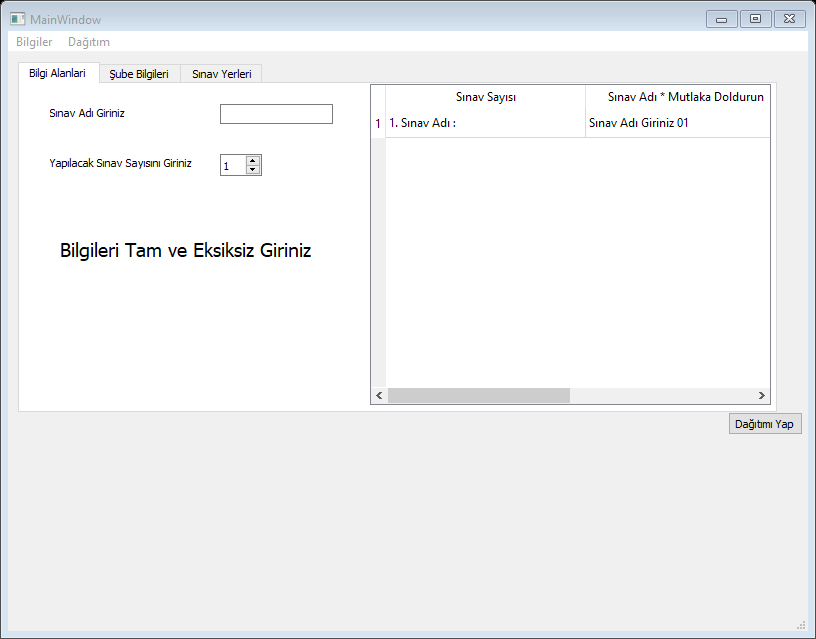 MainWindow
Bilgiler Dağıtım
Bilgi Alanlari Şube Bilgileri Sınav Yerleri
Sınav Adı Giriniz
Yapılacak Sınav Sayısını Giriniz 1
Bilgileri Tam ve Eksiksiz Giriniz
Sınav Sayısı Sınav Adı * Mutlaka Doldurun
1 1. Sınav Adı : Sınav Adı Giriniz 01
Dağıtımı Yap